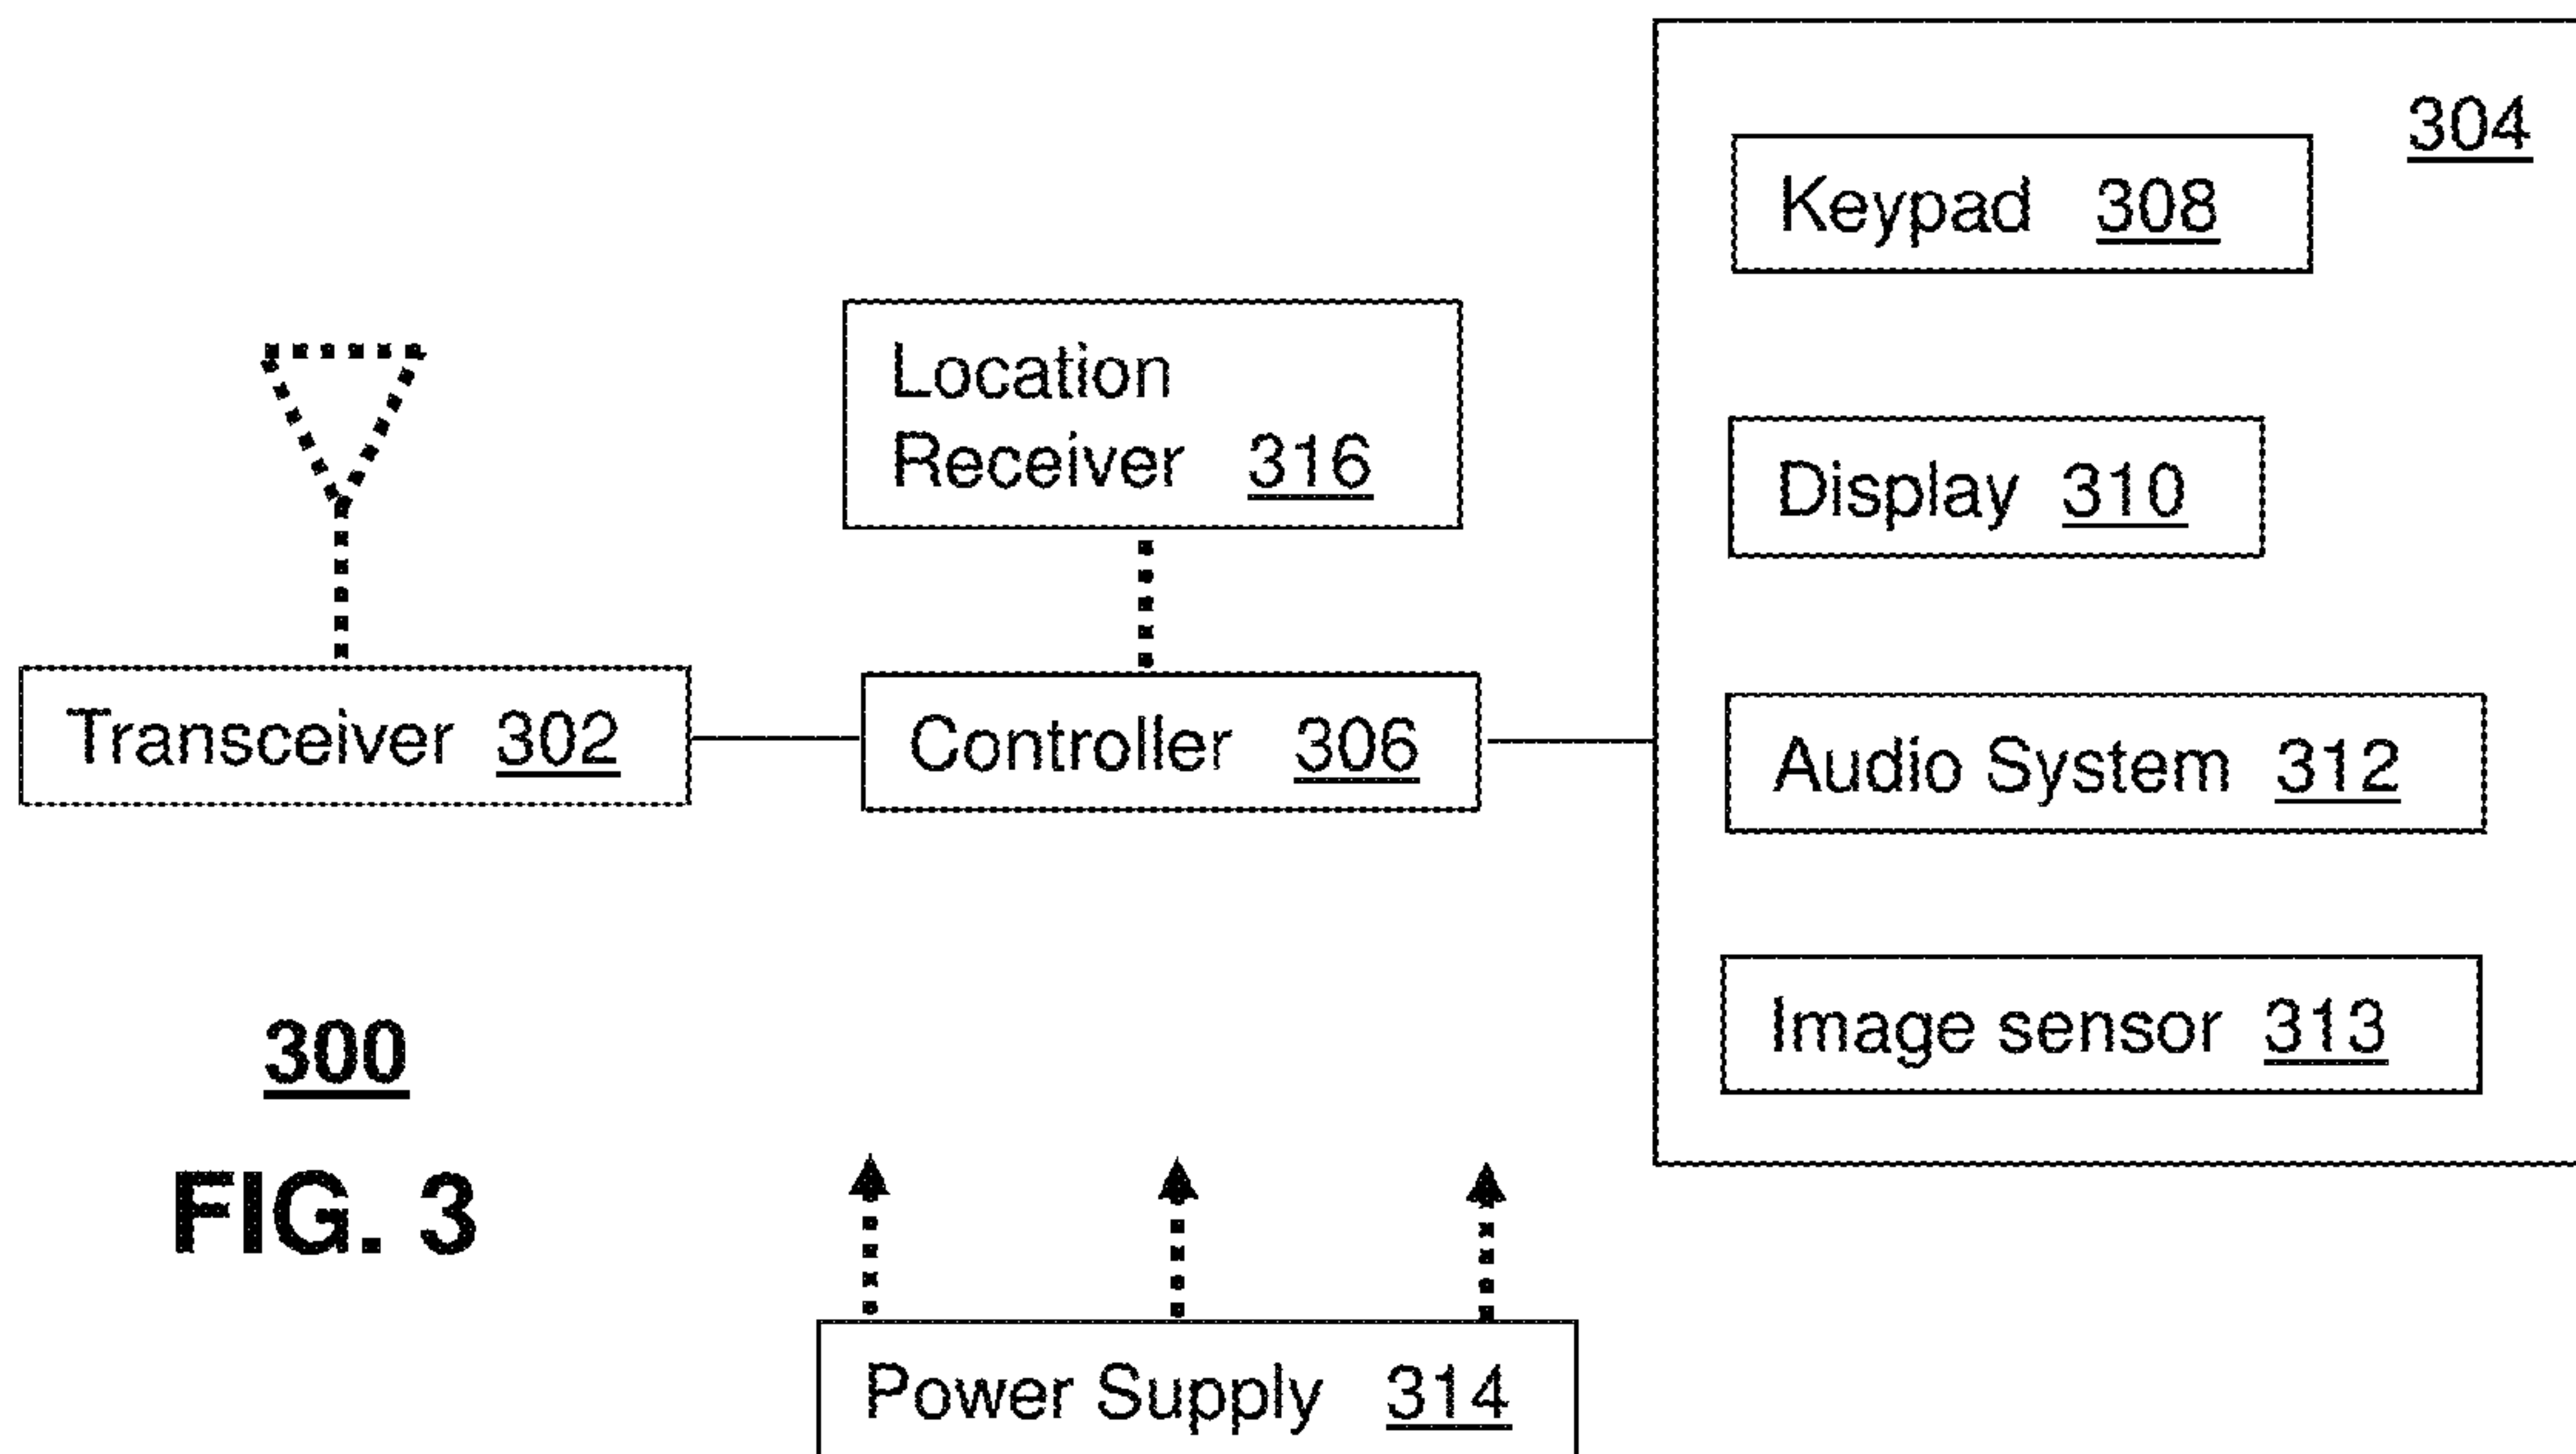 304
Keypad 308
Location
Receiver 316
Display 310
Transceiver 302
Controller 306
Audio System 312
Image sensor 313
300
FIG. 3
Power Supply 314